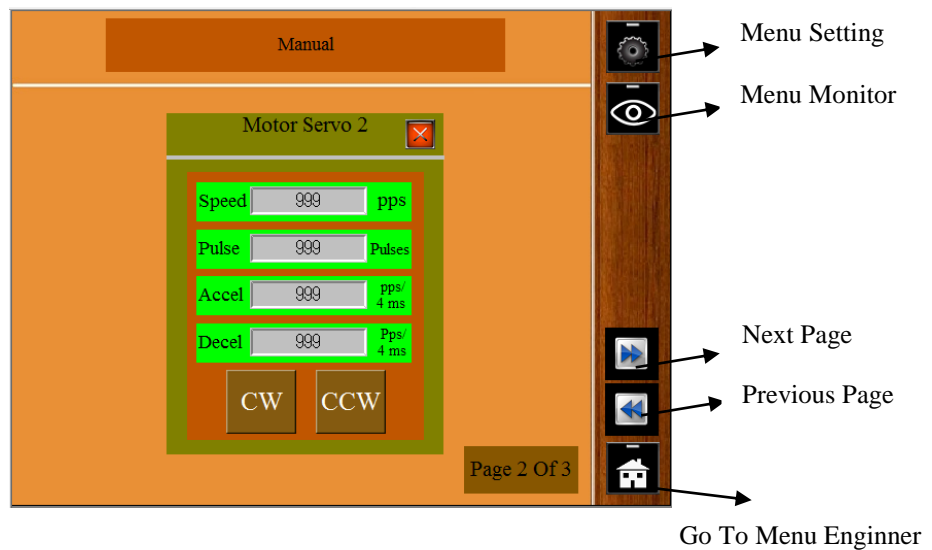 Manual
Menu Setting
Menu Monitor
Motor Servo 2
Speed 999 pps
Pulse 999 Pulses
Accel 999 pps/
4 ms
Decel 999 Pps/
4 ms
CW CCW
Next Page
Previous Page
Page 2 Of 3
Go To Menu Enginner